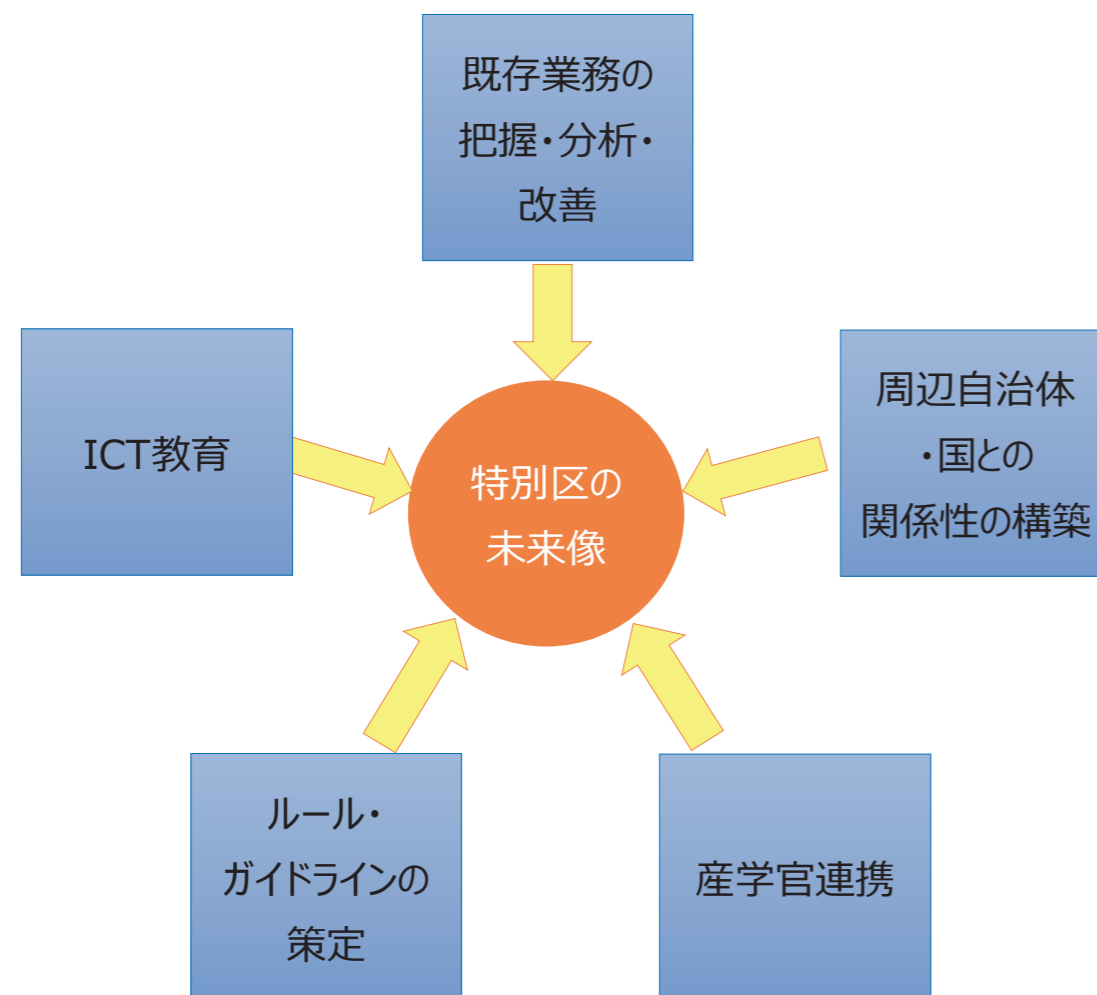 既存業務の
把握・分析・
改善
ICT教育
特別区の
未来像
周辺自治体
・国との
関係性の構築
ルール・
ガイドラインの
策定
産学官連携